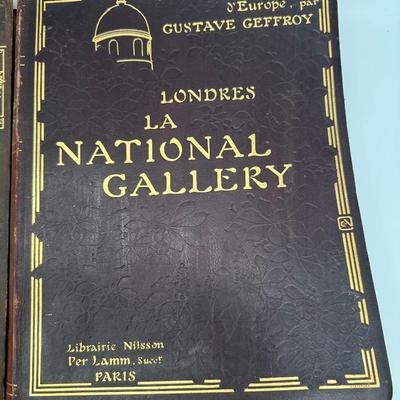 d'Europe, par
GUSTAVE GEFFROY
LONDRES
LA
NATIONAL
GALLERY
Librairie Nilsson
Per Lamm, Succr
PARIS